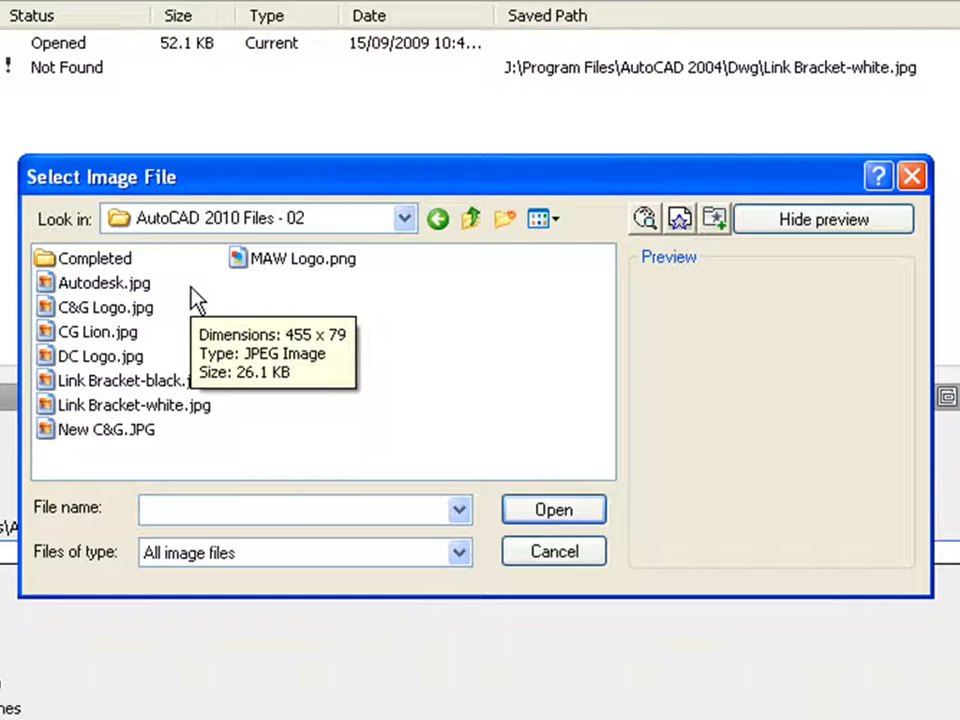 Status Size Type Date Saved Path
Opened 52.1 KB Current 15/09/2009 10:4...
! Not Found J:\Program Files\AutoCAD 2004\Dwg\Link Bracket-white.jpg
Select Image File
Look in: AutoCAD 2010 Files - 02 Hide preview
Completed MAW Logo.png Preview
Autodesk.jpg
C&G Logo.jpg
CG Lion.jpg
Dimensions: 455 x 79
DC Logo.jpg
Type: JPEG Image
Size: 26.1 KB
Link Bracket-black.j
Link Bracket-white.jpg
New C&G.JPG
File name: Open
Files of type: All image files Cancel